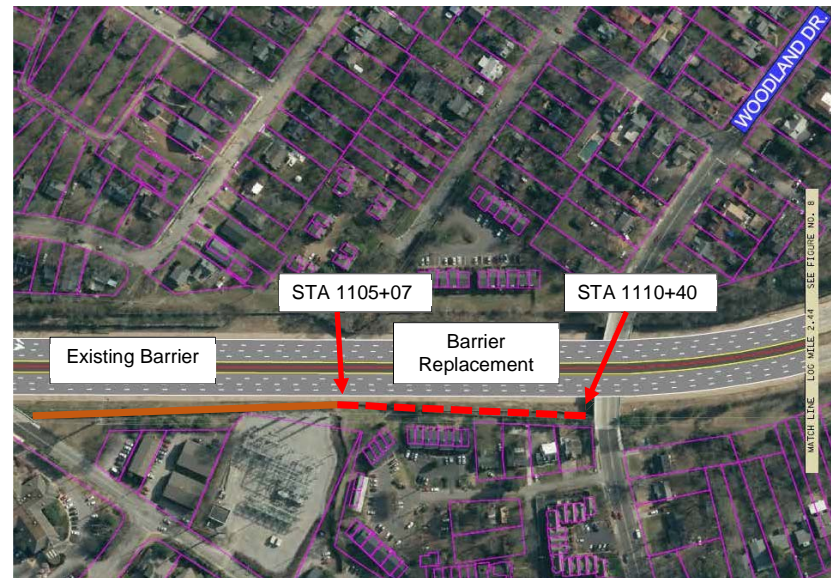 WOODLAND DR.
STA 1105+07
STA 1110+40
Existing Barrier
Barrier
Replacement
MATCH LINE LOG MILE 2.44 SEE FIGURE NO. 8